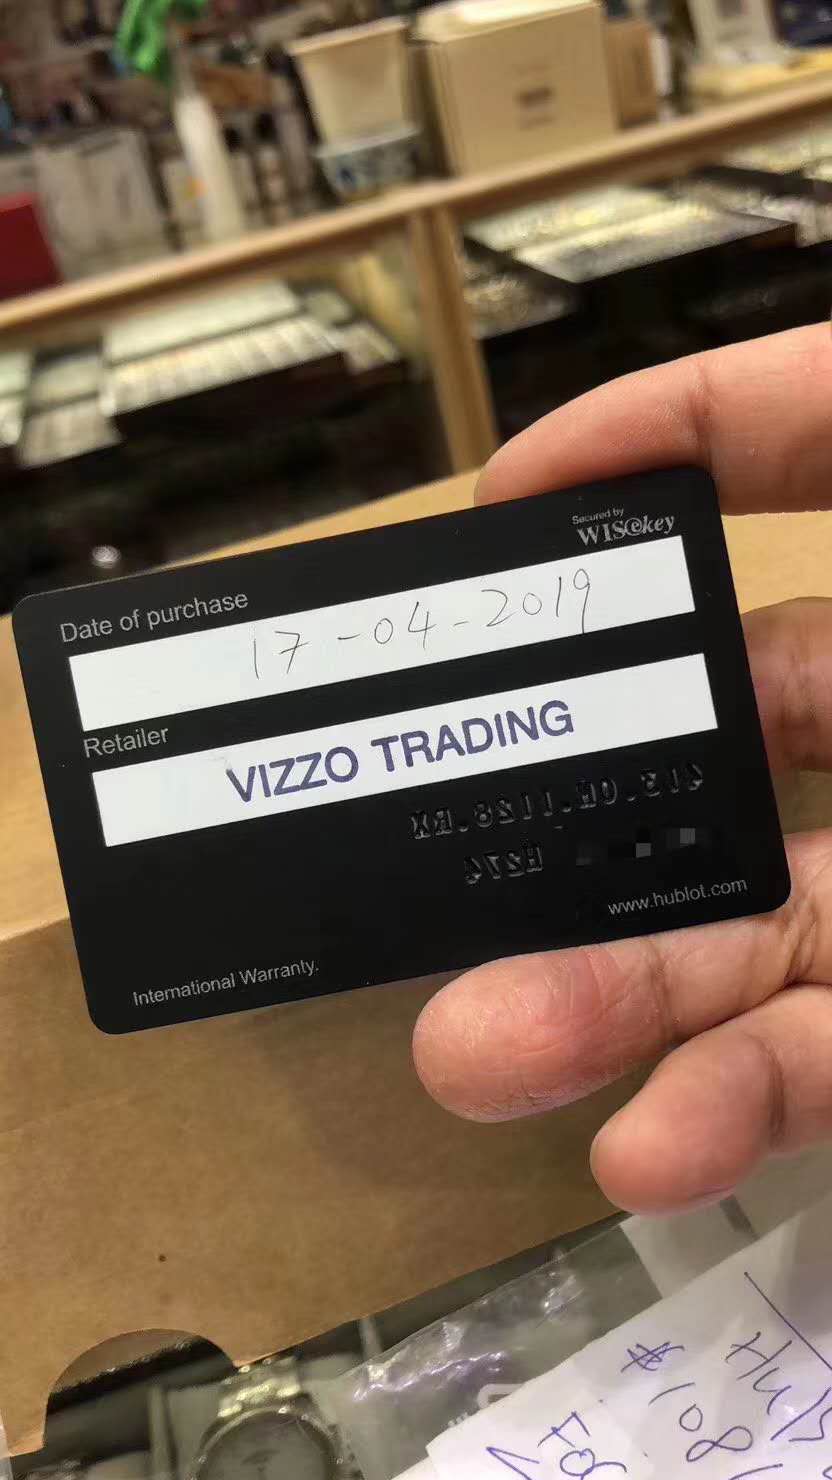 Secured by
WISekey
Date of purchase
17-04-2019
Retailer
VIZZO TRADING
www.hublot.com
International Warranty.